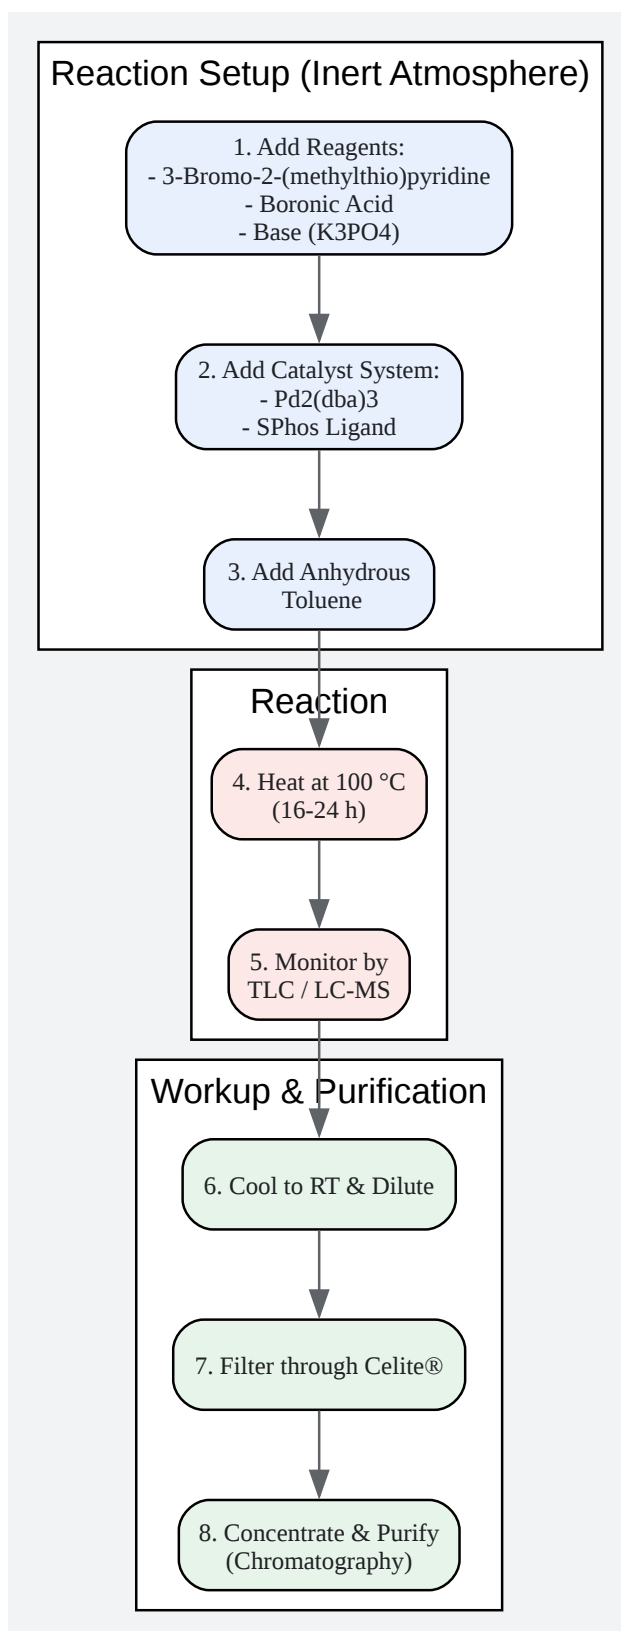 Reaction Setup (Inert Atmosphere)
1. Add Reagents:
- 3-Bromo-2-(methylthio)pyridine
- Boronic Acid
- Base (K3PO4)
2. Add Catalyst System:
- Pd2(dba)3
- SPhos Ligand
3. Add Anhydrous
Toluene
Reaction
4. Heat at 100 °C
(16-24 h)
5. Monitor by
TLC / LC-MS
Workup & Purification
6. Cool to RT & Dilute
7. Filter through Celite®
8. Concentrate & Purify
(Chromatography)